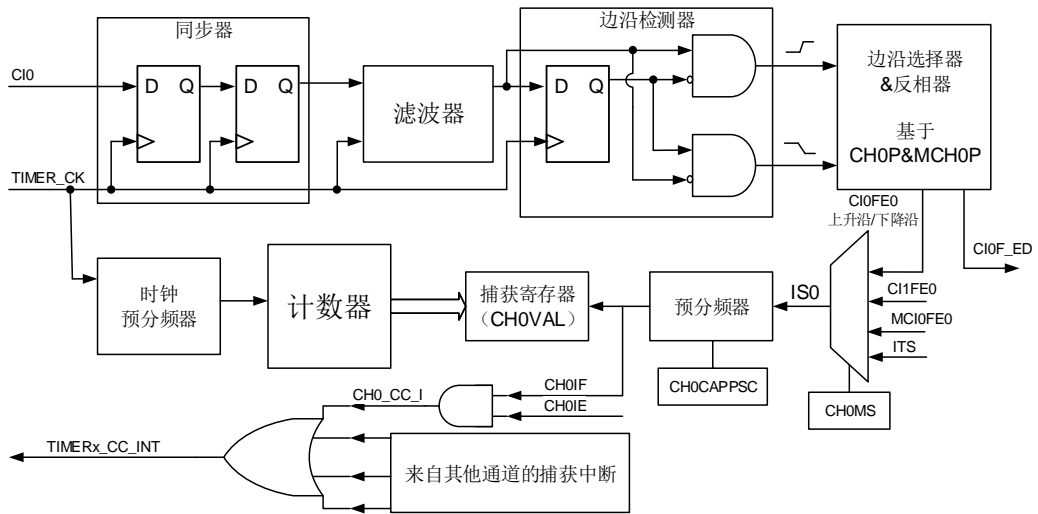 同步器
边沿检测器
CI0
D Q
D Q
滤波器
D Q
边沿选择器
&反相器
基于
CH0P&MCH0P
TIMER_CK
CI0FE0
上升沿/下降沿
CI0F_ED
时钟
预分频器
计数器
捕获寄存器
(CH0VAL)
预分频器
IS0
CI1FE0
MCI0FE0
ITS
CH0CAPPSC
CH0MS
CH0_CC_I
CH0IF
CH0IE
TIMERx_CC_INT
来自其他通道的捕获中断